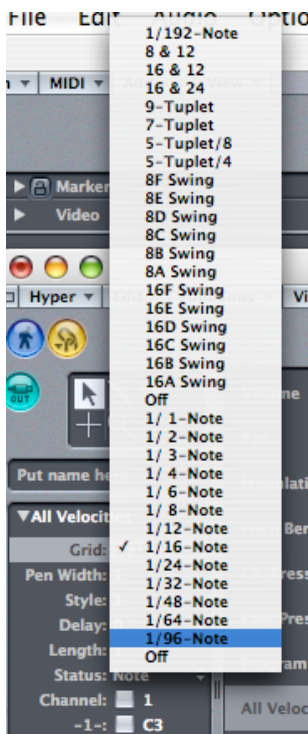 File Edit Audio Optio
n MIDI
Marker
Video
Hyper
OUT
Put name he
▼All Velociti
Grid:
Pen Width:
Style:
Delay:
Length:
Status: Note
Channel: 1
-1-: C3
1/192-Note
8 & 12
16 & 12
16 & 24
9-Tuplet
7-Tuplet
5-Tuplet/8
5-Tuplet/4
8F Swing
8E Swing
8D Swing
8C Swing
8B Swing
8A Swing
16F Swing
16E Swing
16D Swing
16C Swing
16B Swing
16A Swing
Off
1/ 1-Note
1/ 2-Note
1/ 3-Note
1/ 4-Note
1/ 6-Note
1/ 8-Note
1/12-Note
✓ 1/16-Note
1/24-Note
1/32-Note
1/48-Note
1/64-Note
1/96-Note
Off
Vi
All Veloc